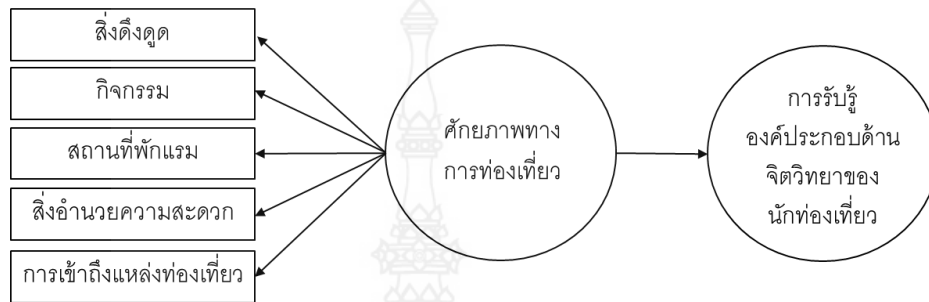 สิ่งดึงดูด
กิจกรรม
สถานที่พักแรม
สิ่งอำนวยความสะดวก
การเข้าถึงแหล่งท่องเที่ยว
ศักยภาพทาง
การท่องเที่ยว
การรับรู้
องค์ประกอบด้าน
จิตวิทยาของ
นักท่องเที่ยว